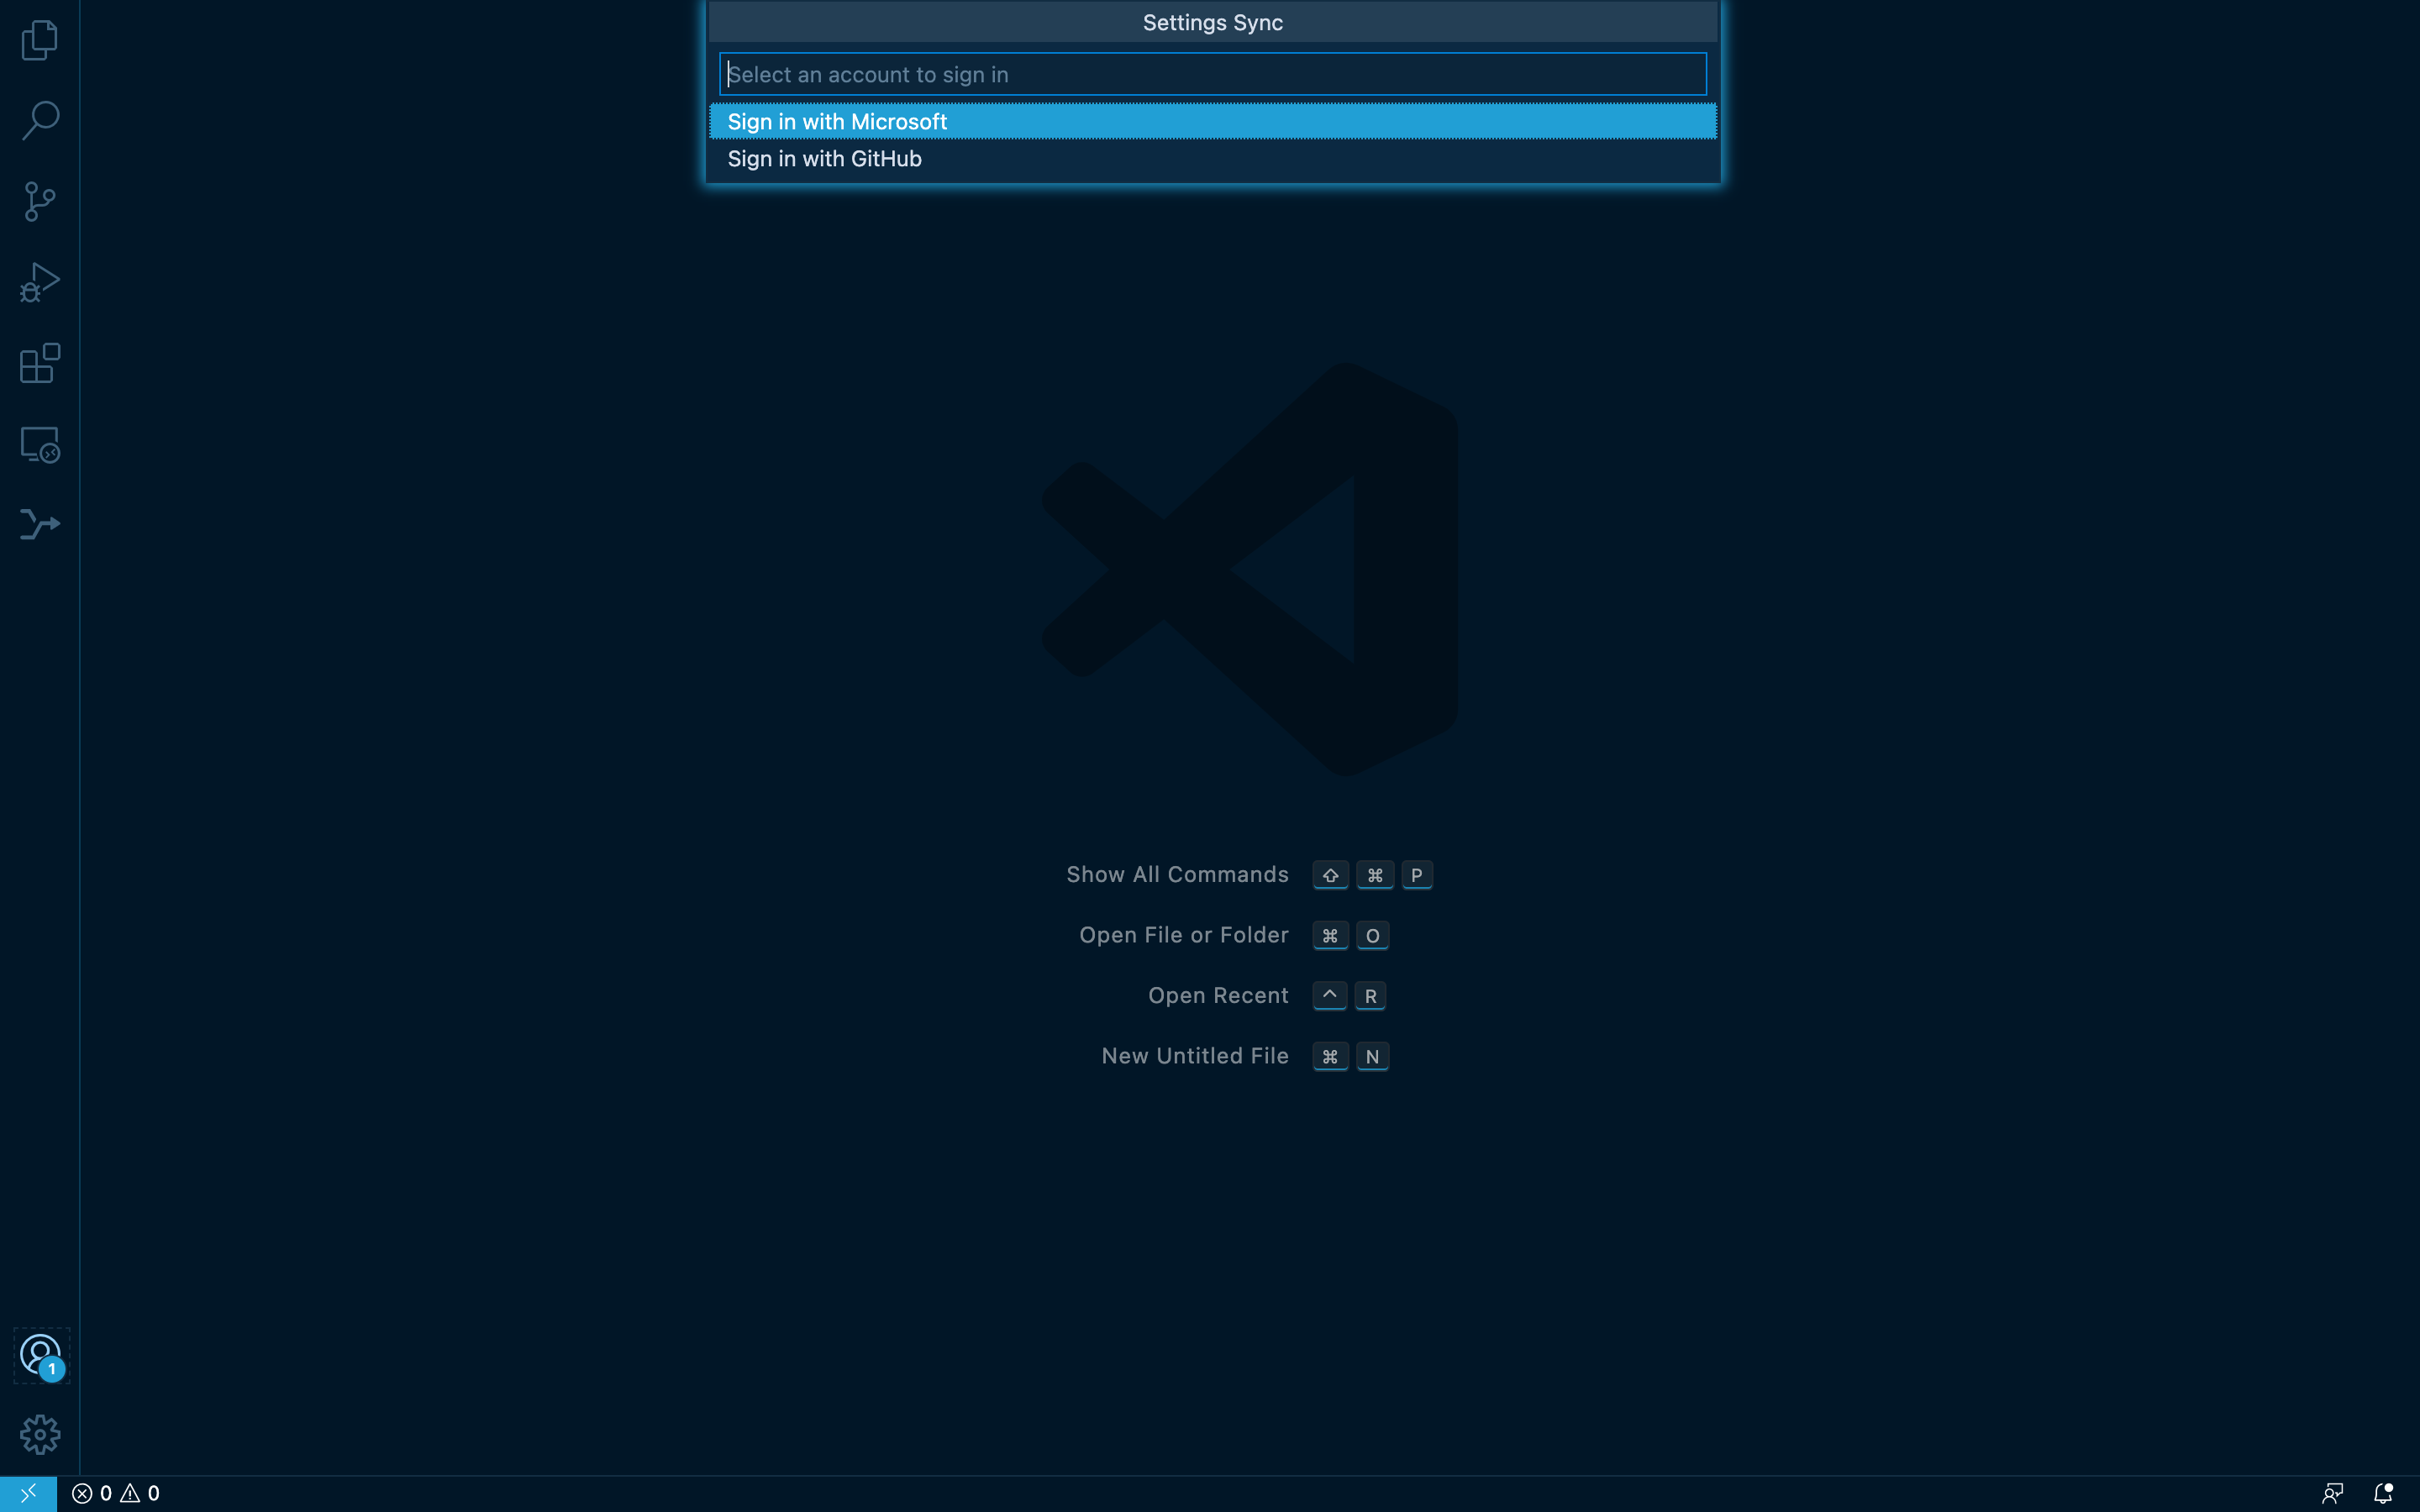 Settings Sync
Select an account to sign in
Sign in with Microsoft
Sign in with GitHub
Show All Commands ⇧ ⌘ P
Open File or Folder ⌘ O
Open Recent ^ R
New Untitled File ⌘ N
1
0 0